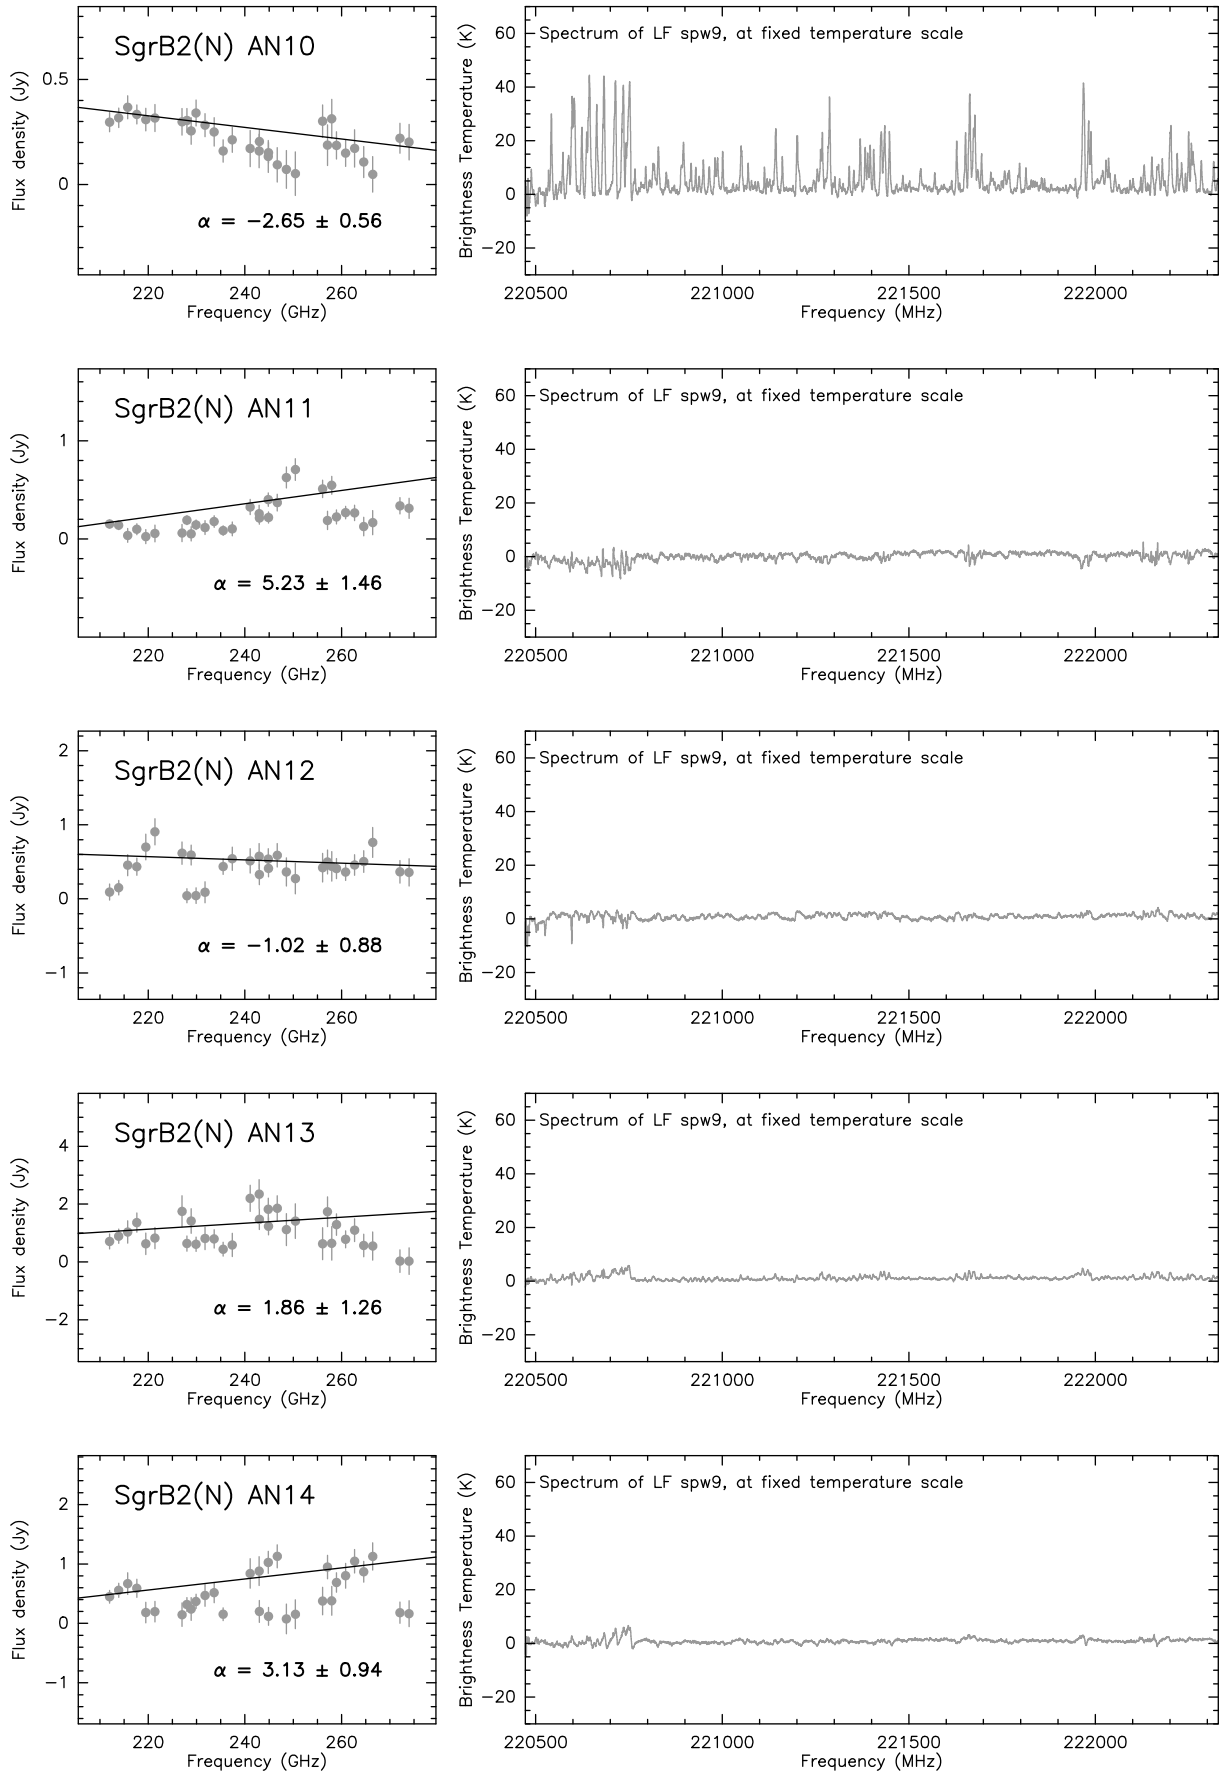 SgrB2(N) AN10
Flux density (Jy)
0.5
0
α = −2.65 ± 0.56
220 240 260
Frequency (GHz)
Spectrum of LF spw9, at fixed temperature scale
Brightness Temperature (K)
60
40
20
0
−20
220500 221000 221500 222000
Frequency (MHz)
SgrB2(N) AN11
Flux density (Jy)
1
0
α = 5.23 ± 1.46
220 240 260
Frequency (GHz)
Spectrum of LF spw9, at fixed temperature scale
Brightness Temperature (K)
60
40
20
0
−20
220500 221000 221500 222000
Frequency (MHz)
SgrB2(N) AN12
Flux density (Jy)
2
1
0
−1
α = −1.02 ± 0.88
220 240 260
Frequency (GHz)
Spectrum of LF spw9, at fixed temperature scale
Brightness Temperature (K)
60
40
20
0
−20
220500 221000 221500 222000
Frequency (MHz)
SgrB2(N) AN13
Flux density (Jy)
4
2
0
−2
α = 1.86 ± 1.26
220 240 260
Frequency (GHz)
Spectrum of LF spw9, at fixed temperature scale
Brightness Temperature (K)
60
40
20
0
−20
220500 221000 221500 222000
Frequency (MHz)
SgrB2(N) AN14
Flux density (Jy)
2
1
0
−1
α = 3.13 ± 0.94
220 240 260
Frequency (GHz)
Spectrum of LF spw9, at fixed temperature scale
Brightness Temperature (K)
60
40
20
0
−20
220500 221000 221500 222000
Frequency (MHz)